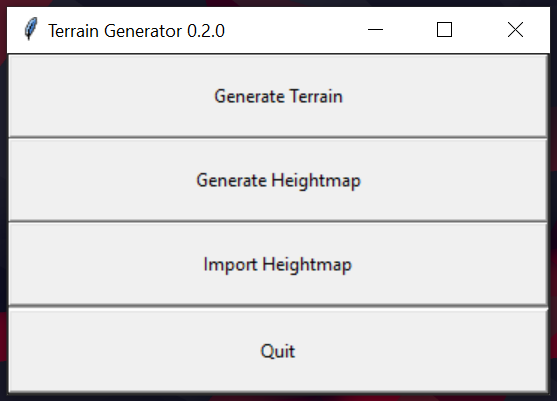 Terrain Generator 0.2.0
Generate Terrain
Generate Heightmap
Import Heightmap
Quit